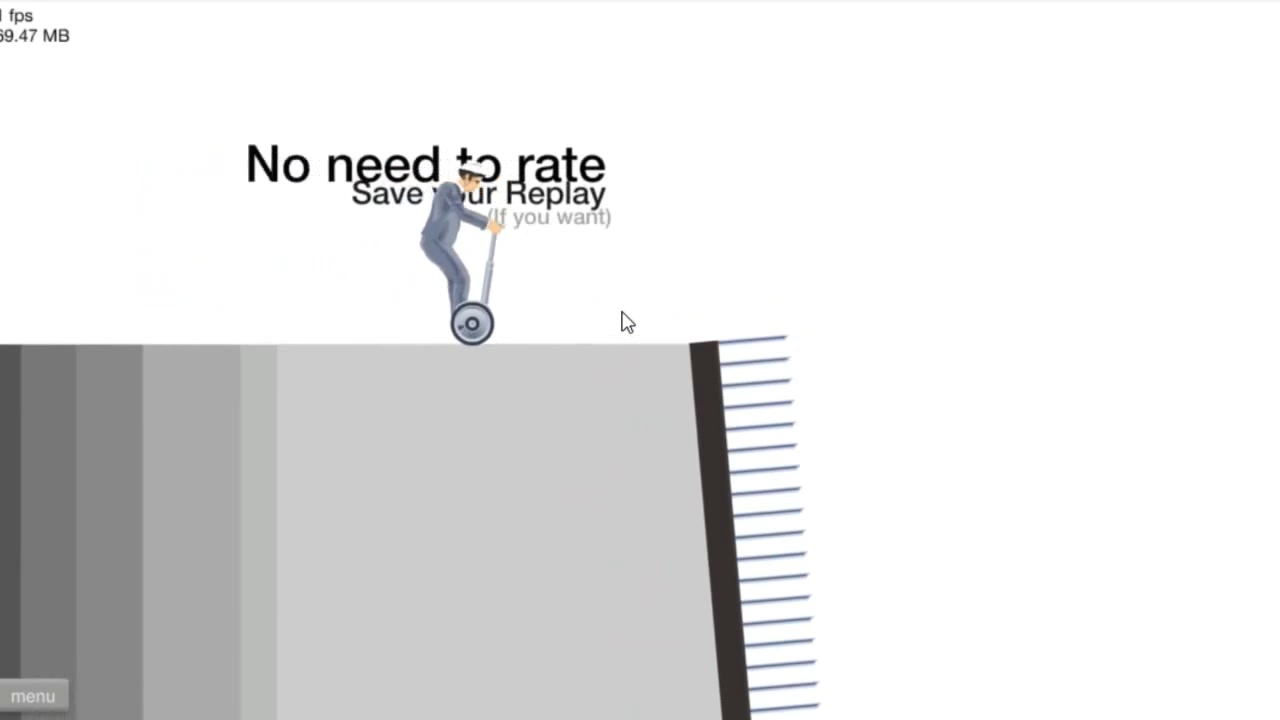 fps
69.47 MB
No need to rate
Save your Replay
(If you want)
menu